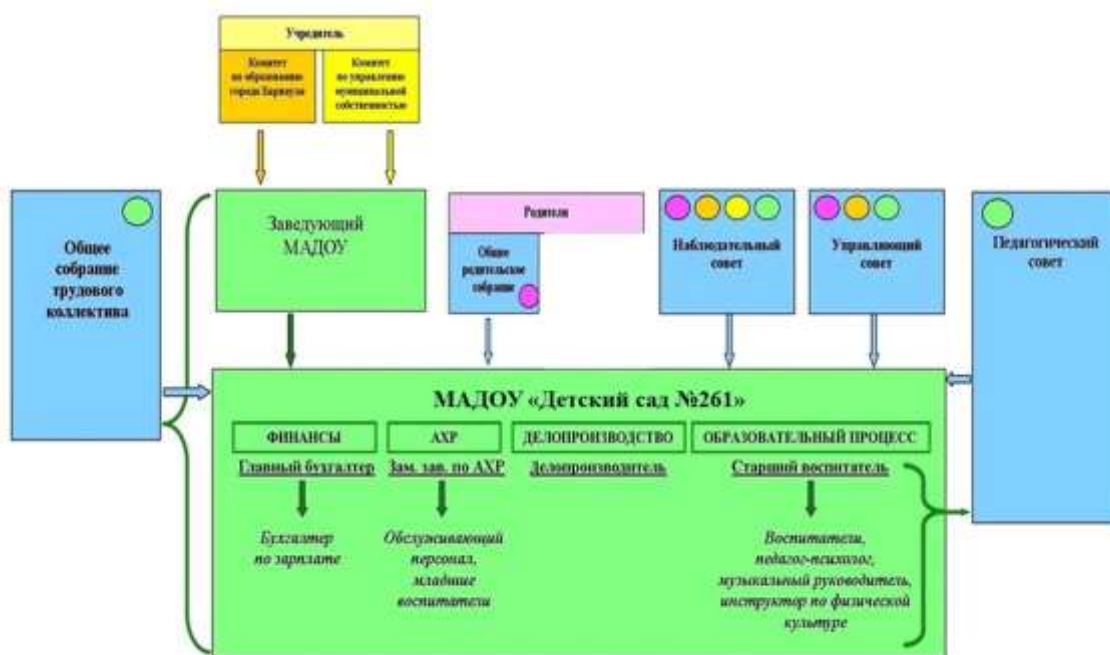 Учредитель
Комитет
по образованию
города Барнаула
Комитет
по управлению
муниципальной
собственностью
Общее
собрание
трудового
коллектива
Заведующий
МАДОУ
Родители
Общее
родительское
собрание
Наблюдательный
совет
Управляющий
совет
Педагогический
совет
МАДОУ «Детский сад №261»
ФИНАНСЫ
АХР
ДЕЛОПРОИЗВОДСТВО
ОБРАЗОВАТЕЛЬНЫЙ ПРОЦЕСС
Главный бухгалтер
Зам. зав. по АХР
Делопроизводитель
Старший воспитатель
Бухгалтер
по зарплате
Обслуживающий
персонал,
младшие
воспитатели
Воспитатели,
педагог-психолог,
музыкальный руководитель,
инструктор по физической
культуре